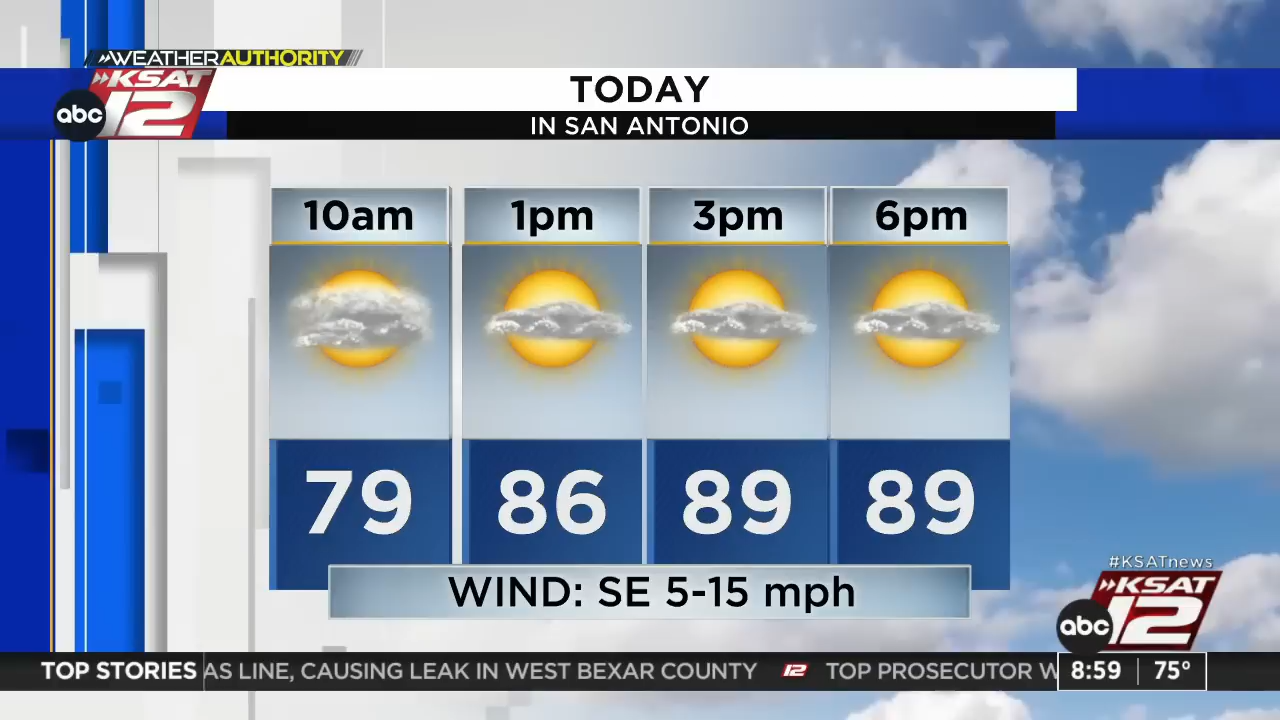 WEATHERAUTHORITY
KSAT
abc 12
TODAY
IN SAN ANTONIO
10am 1pm 3pm 6pm
79 86 89 89
WIND: SE 5-15 mph
#KSATnews
KSAT
abc 12
TOP STORIES AS LINE, CAUSING LEAK IN WEST BEXAR COUNTY 12 TOP PROSECUTOR W 8:59 75°